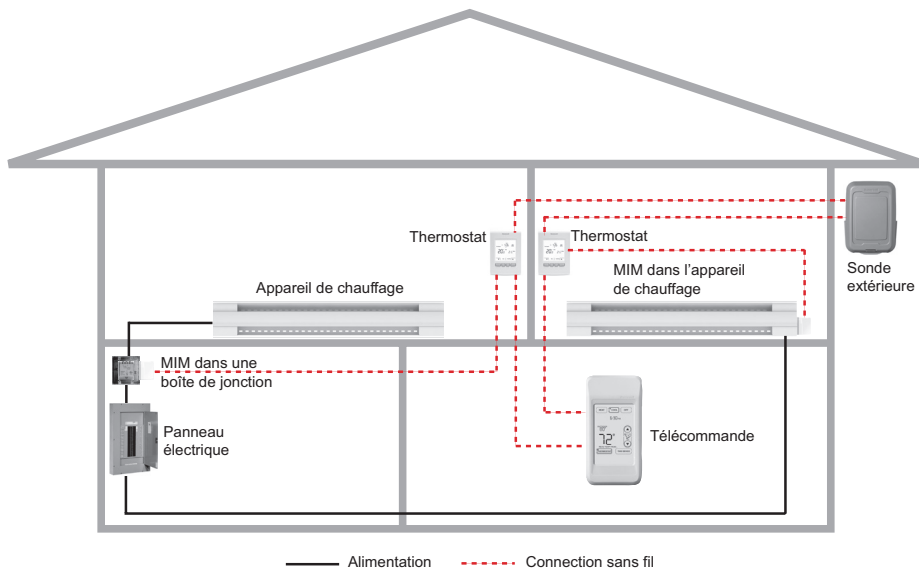 Thermostat
Thermostat
Sonde
extérieure
Appareil de chauffage
MIM dans l’appareil
de chauffage
MIM dans une
boîte de jonction
Panneau
électrique
72°
Télécommande
Alimentation
Connection sans fil